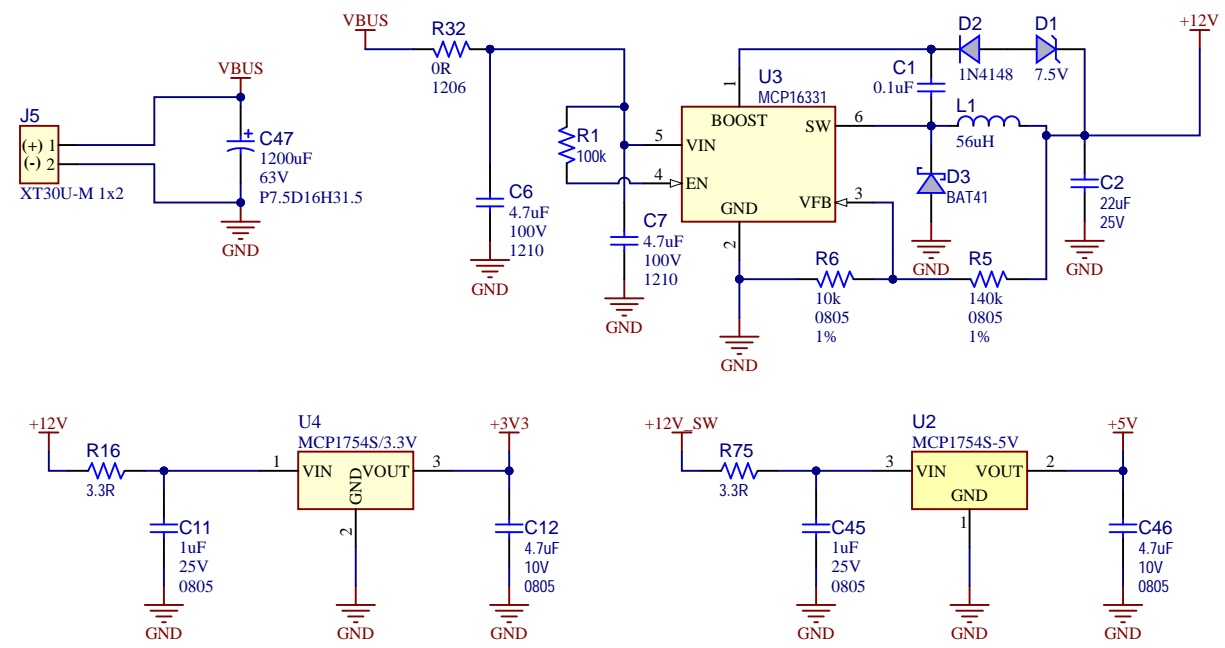 VBUS
J5
(+) 1
(-) 2
XT30U-M 1x2
C47
1200uF
63V
P7.5D16H31.5
GND
VBUS
R32
0R
1206
C6
4.7uF
100V
1210
GND
R1
100k
C7
4.7uF
100V
1210
GND
U3
MCP16331
1
BOOST
SW
6
5
VIN
4
EN
VFB
3
GND
2
GND
D2
1N4148
D1
7.5V
+12V
C1
0.1uF
L1
56uH
D3
BAT41
GND
C2
22uF
25V
GND
R6
10k
0805
1%
R5
140k
0805
1%
+12V
R16
3.3R
C11
1uF
25V
0805
GND
U4
MCP1754S/3.3V
1
VIN
VOUT
3
GND
2
GND
+3V3
C12
4.7uF
10V
0805
GND
+12V_SW
R75
3.3R
C45
1uF
25V
0805
GND
U2
MCP1754S-5V
3
VIN
VOUT
2
GND
1
GND
+5V
C46
4.7uF
10V
0805
GND